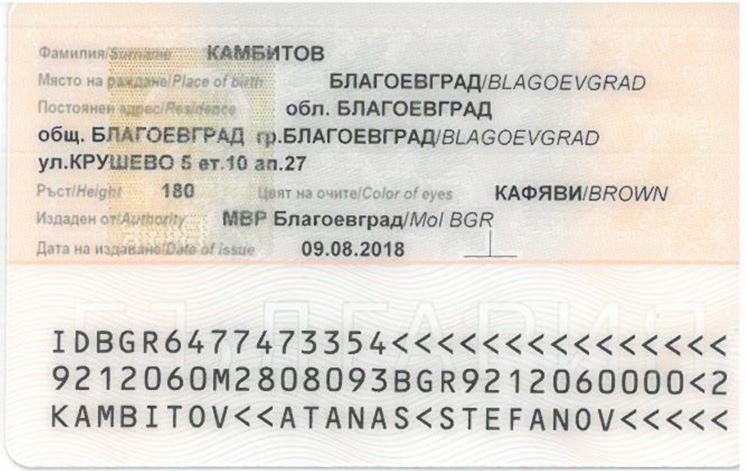 Фамилия/Surname КАМБИТОВ
Място на раждане/Place of birth БЛАГОЕВГРАД/BLAGOEVGRAD
Постоянен адрес/Residence обл. БЛАГОЕВГРАД
общ. БЛАГОЕВГРАД гр.БЛАГОЕВГРАД/BLAGOEVGRAD
ул.КРУШЕВО 5 ет.10 ап.27
Ръст/Height 180 Цвят на очите/Color of eyes КАФЯВИ/BROWN
Издаден от/Authority МВР Благоевград/MoI BGR
Дата на издаване/Date of issue 09.08.2018
БЪЛГАРИЯ
IDBGR6477473354<<<<<<<<<<<<<<<
9212060M2808093BGR9212060000<2
KAMBITOV<<ATANAS<STEFANOV<<<<<